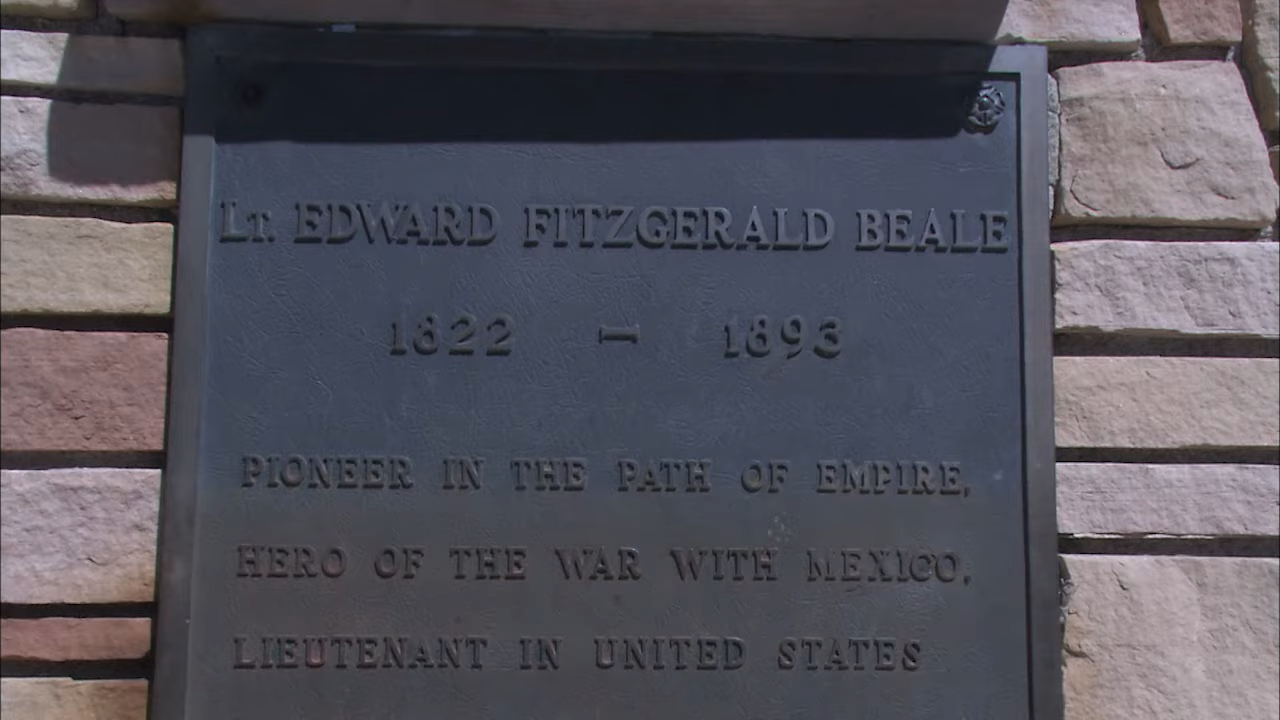 Lt. EDWARD FITZGERALD BEALE
1822 – 1893
PIONEER IN THE PATH OF EMPIRE,
HERO OF THE WAR WITH MEXICO,
LIEUTENANT IN UNITED STATES